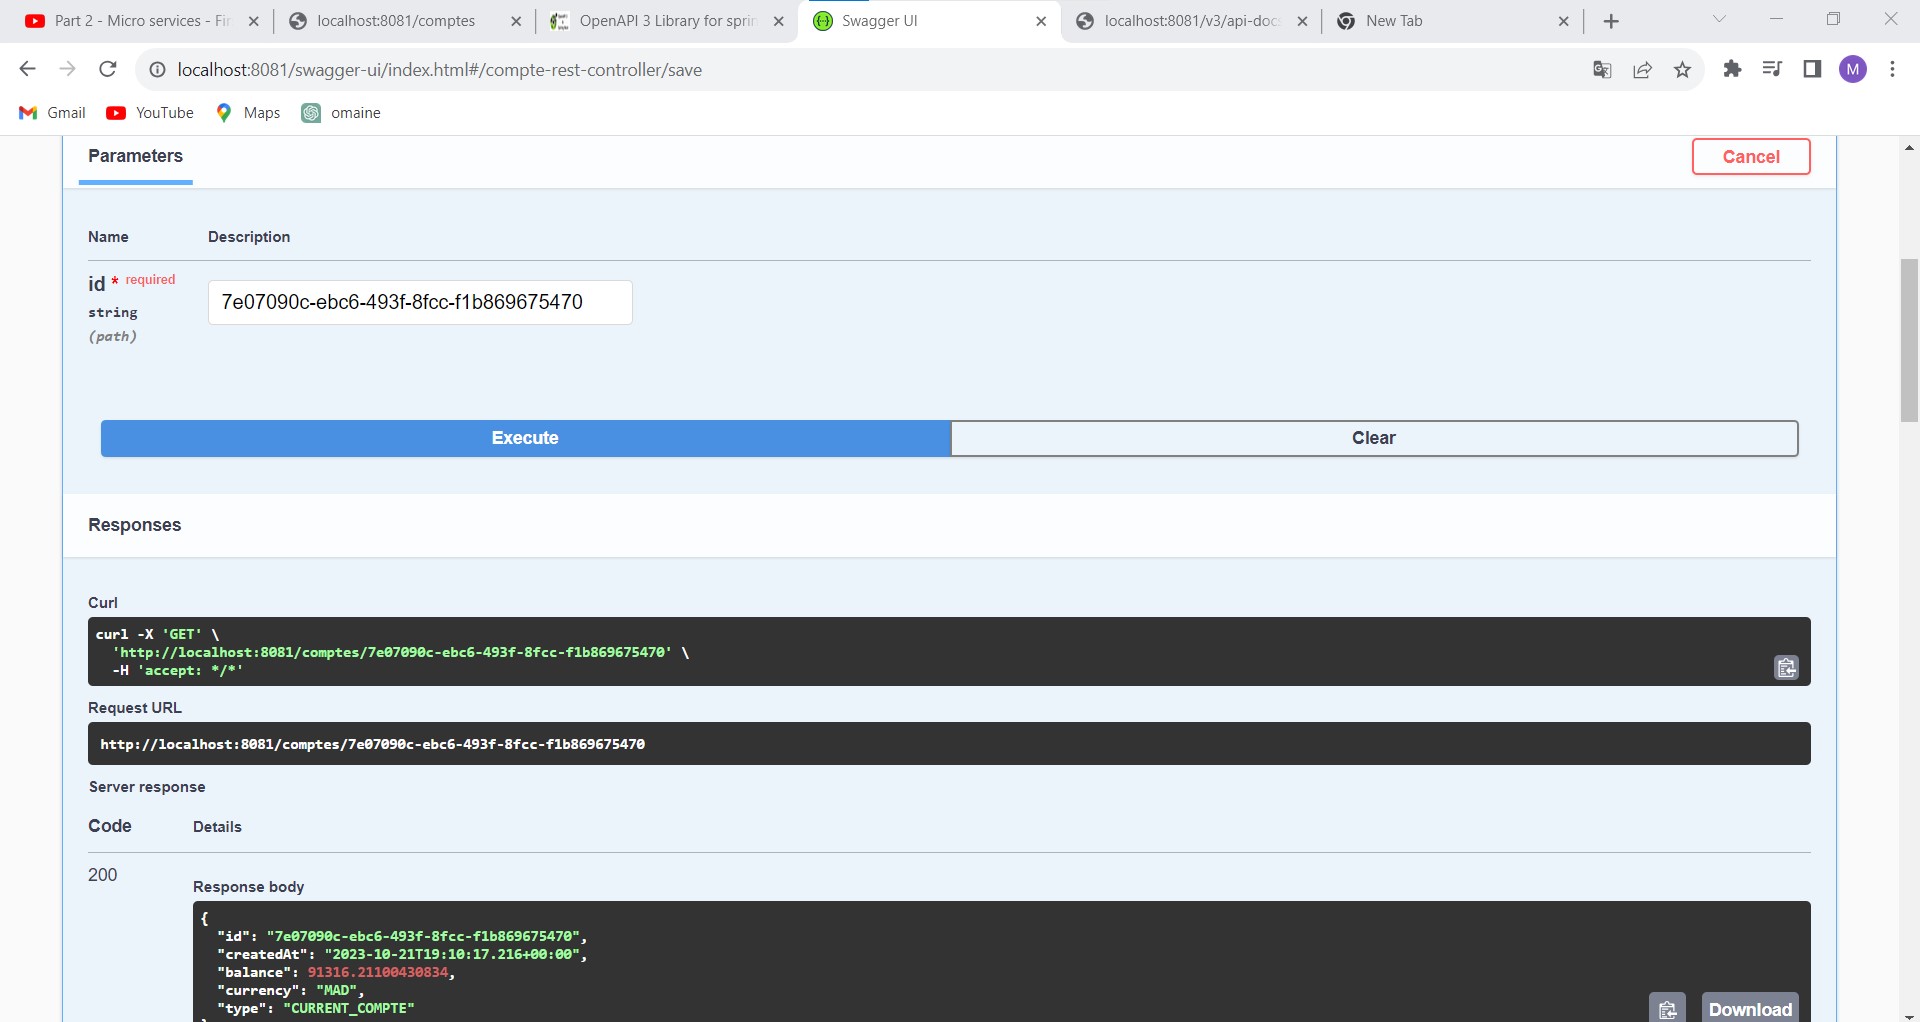 Part 2 - Micro services - Fir
localhost:8081/comptes
OpenAPI 3 Library for sprin
Swagger UI
localhost:8081/v3/api-docs
New Tab
localhost:8081/swagger-ui/index.html#/compte-rest-controller/save
M
Gmail
YouTube
Maps
omaine
Parameters
Cancel
Name Description
id * required
string
(path)
7e07090c-ebc6-493f-8fcc-f1b869675470
Execute
Clear
Responses
Curl
curl -X 'GET' \
'http://localhost:8081/comptes/7e07090c-ebc6-493f-8fcc-f1b869675470' \
-H 'accept: */*'
Request URL
http://localhost:8081/comptes/7e07090c-ebc6-493f-8fcc-f1b869675470
Server response
Code Details
200
Response body
{
"id": "7e07090c-ebc6-493f-8fcc-f1b869675470",
"createdAt": "2023-10-21T19:10:17.216+00:00",
"balance": 91316.21100430834,
"currency": "MAD",
"type": "CURRENT_COMPTE"
Download